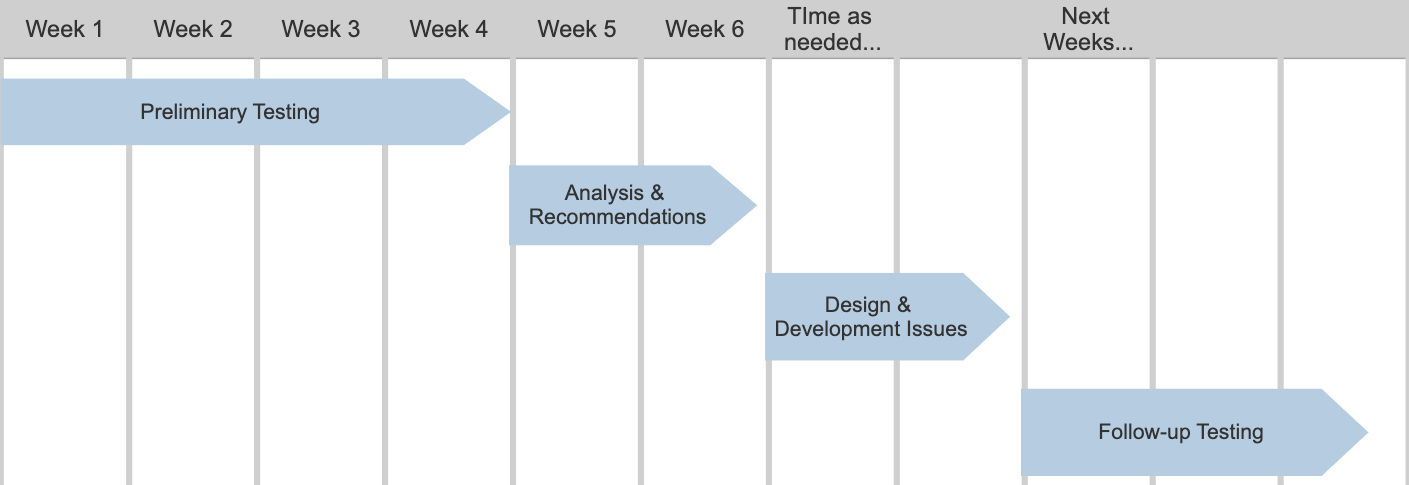 Week 1
Week 2
Week 3
Week 4
Week 5
Week 6
TIme as
needed...
Next
Weeks...
Preliminary Testing
Analysis &
Recommendations
Design &
Development Issues
Follow-up Testing